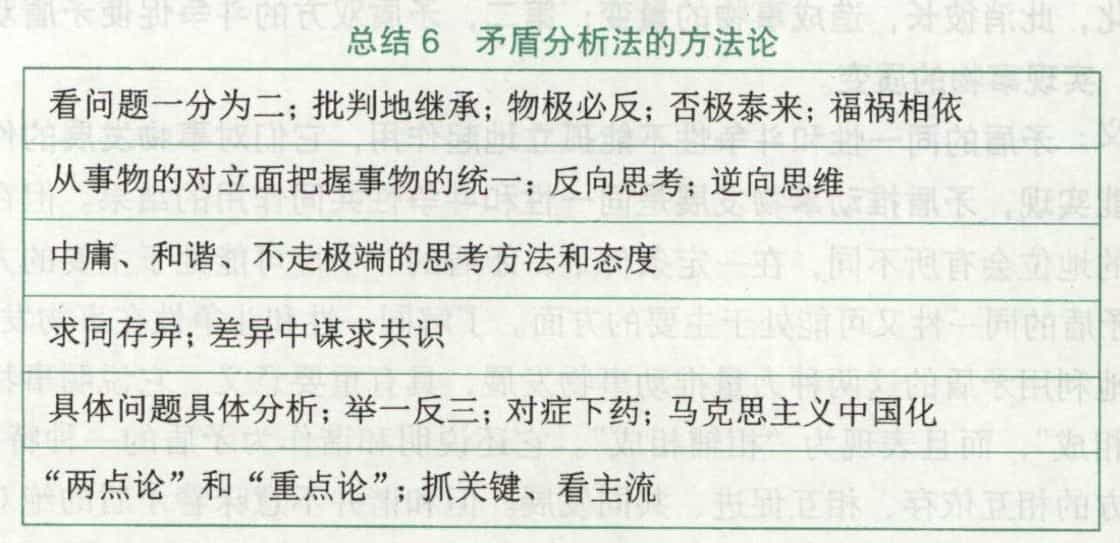 总结6 矛盾分析法的方法论
看问题一分为二；批判地继承；物极必反；否极泰来；福祸相依
从事物的对立面把握事物的统一；反向思考；逆向思维
中庸、和谐、不走极端的思考方法和态度
求同存异；差异中谋求共识
具体问题具体分析；举一反三；对症下药；马克思主义中国化
“两点论”和“重点论”；抓关键、看主流